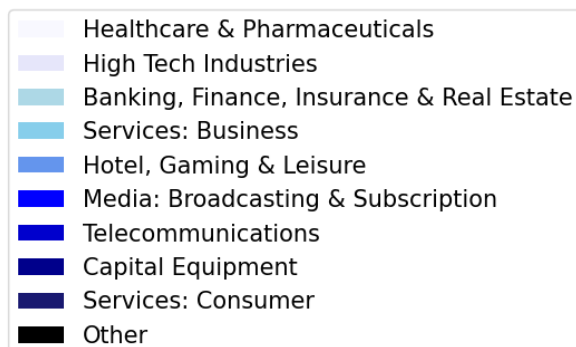 Healthcare & Pharmaceuticals
High Tech Industries
Banking, Finance, Insurance & Real Estate
Services: Business
Hotel, Gaming & Leisure
Media: Broadcasting & Subscription
Telecommunications
Capital Equipment
Services: Consumer
Other